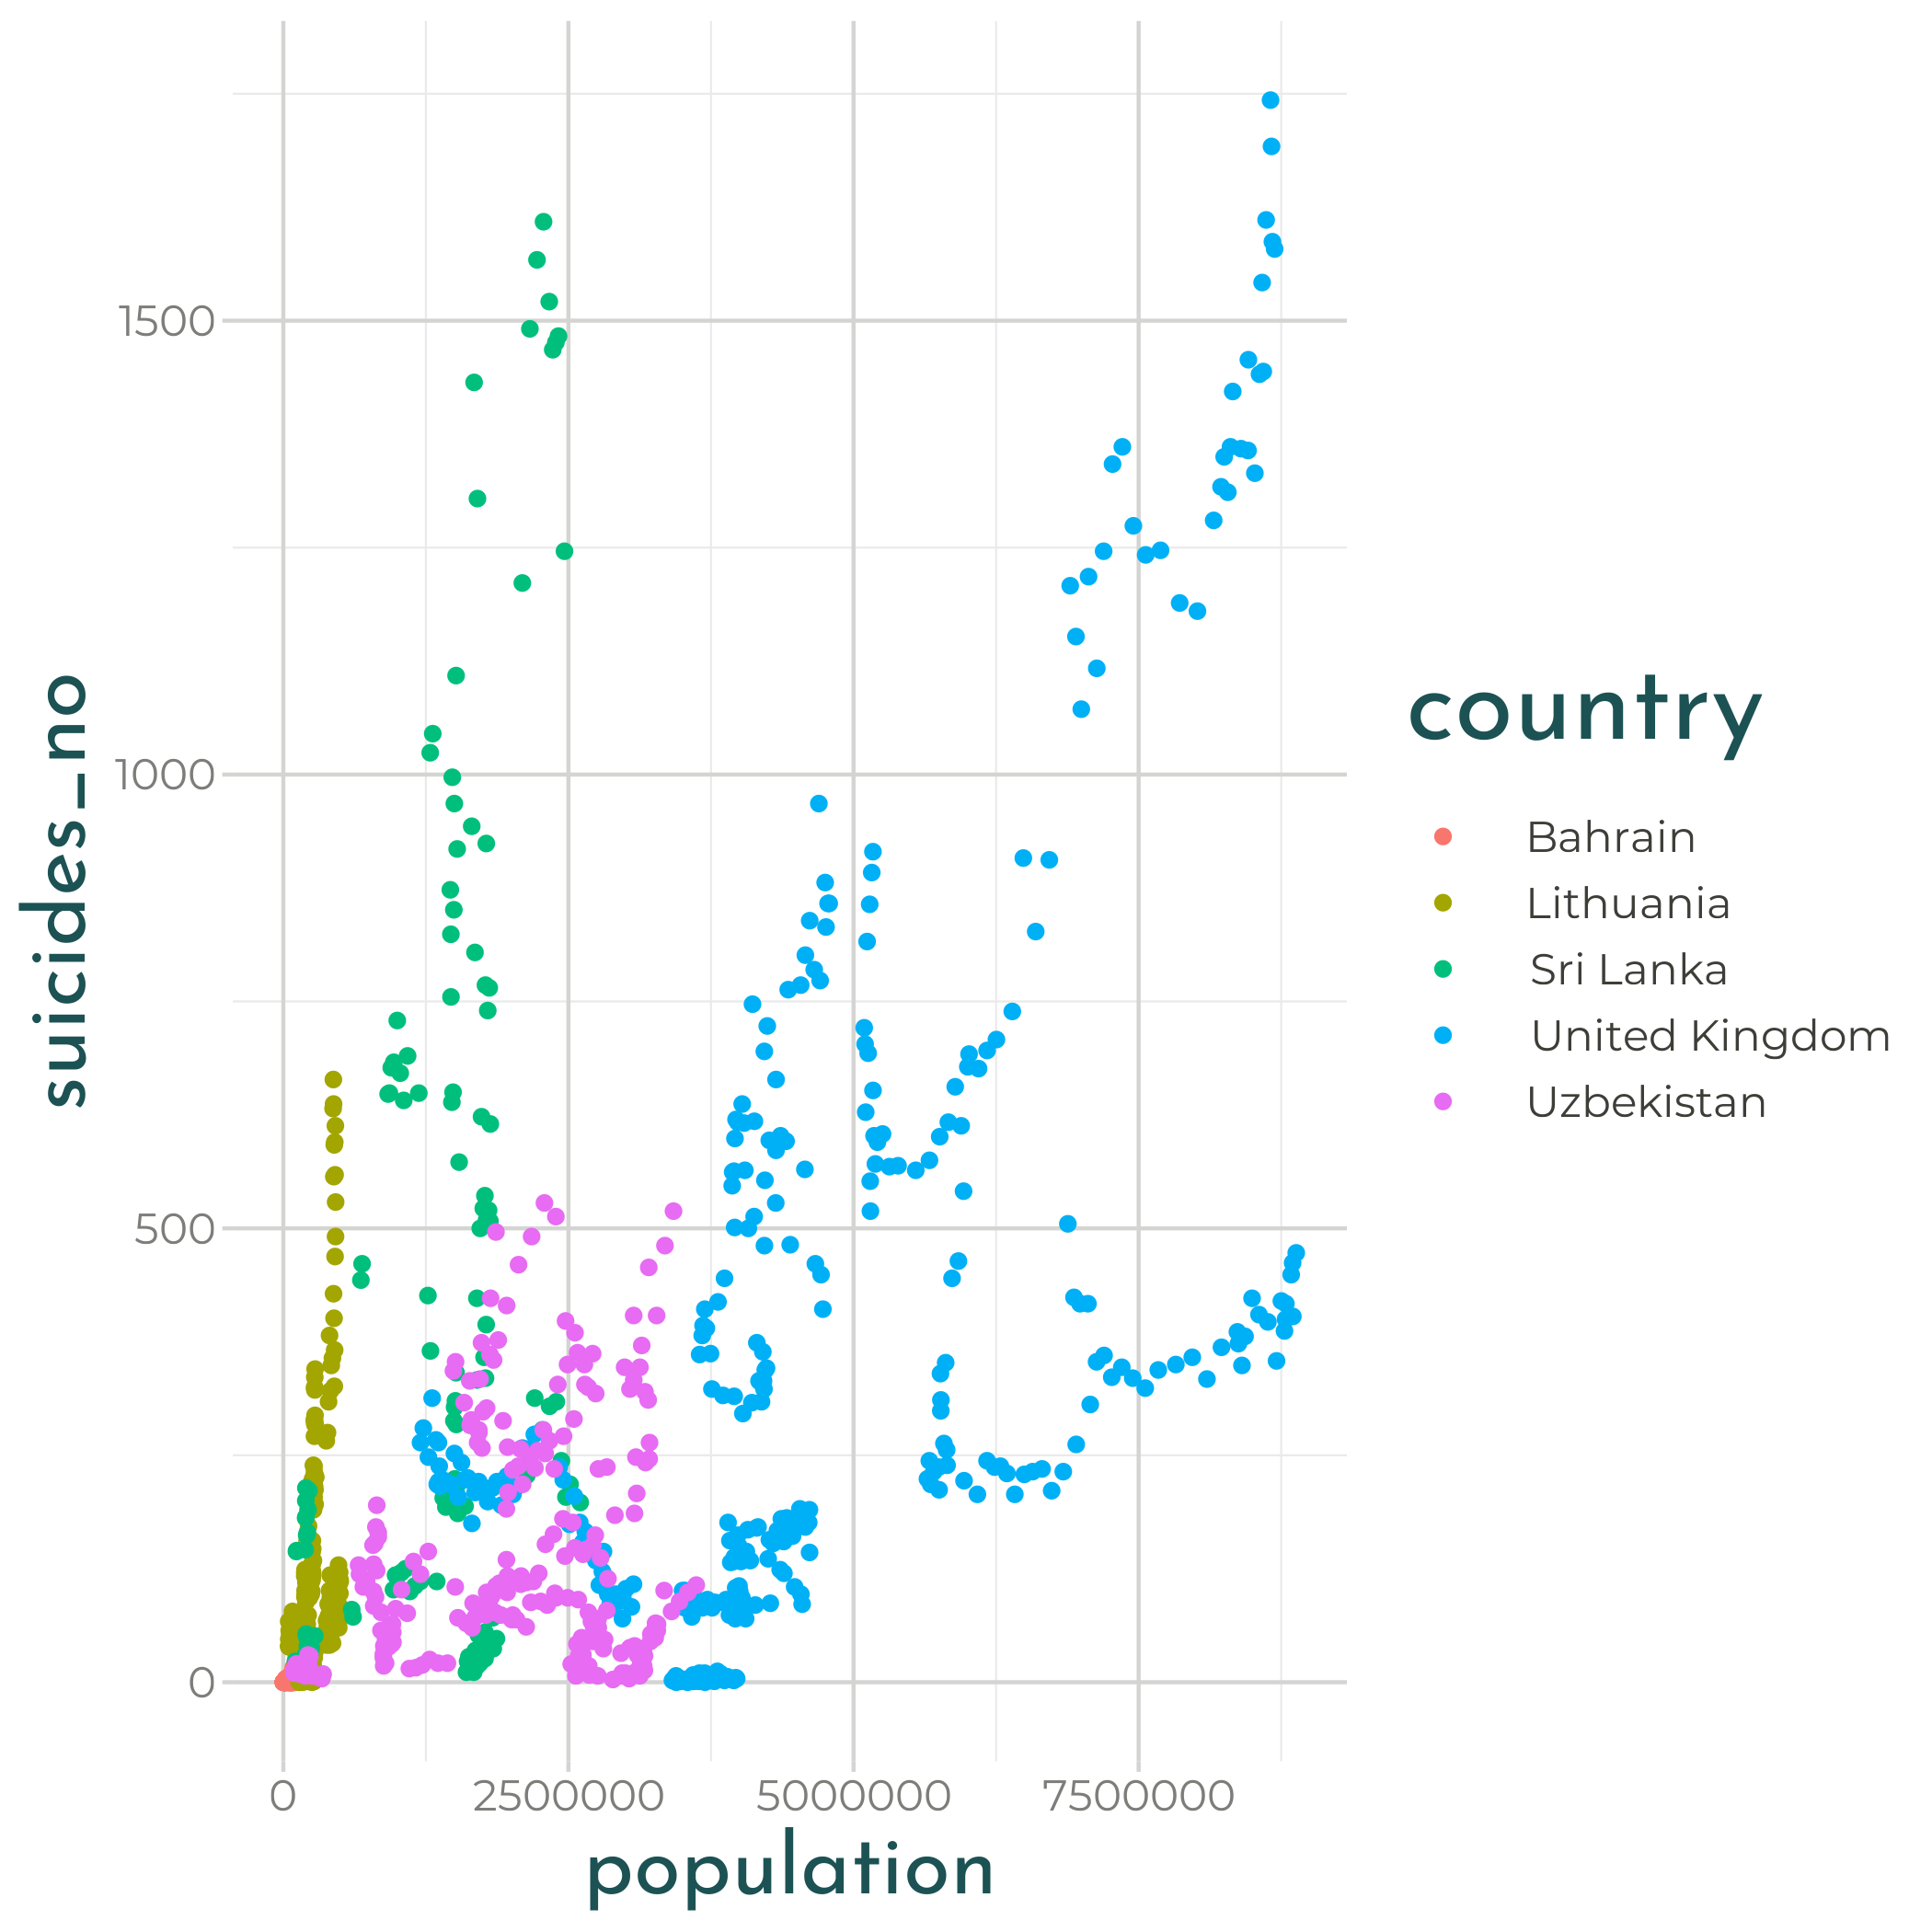 suicides_no
1500
1000
500
0
0
2500000
5000000
7500000
population
country
Bahrain
Lithuania
Sri Lanka
United Kingdom
Uzbekistan